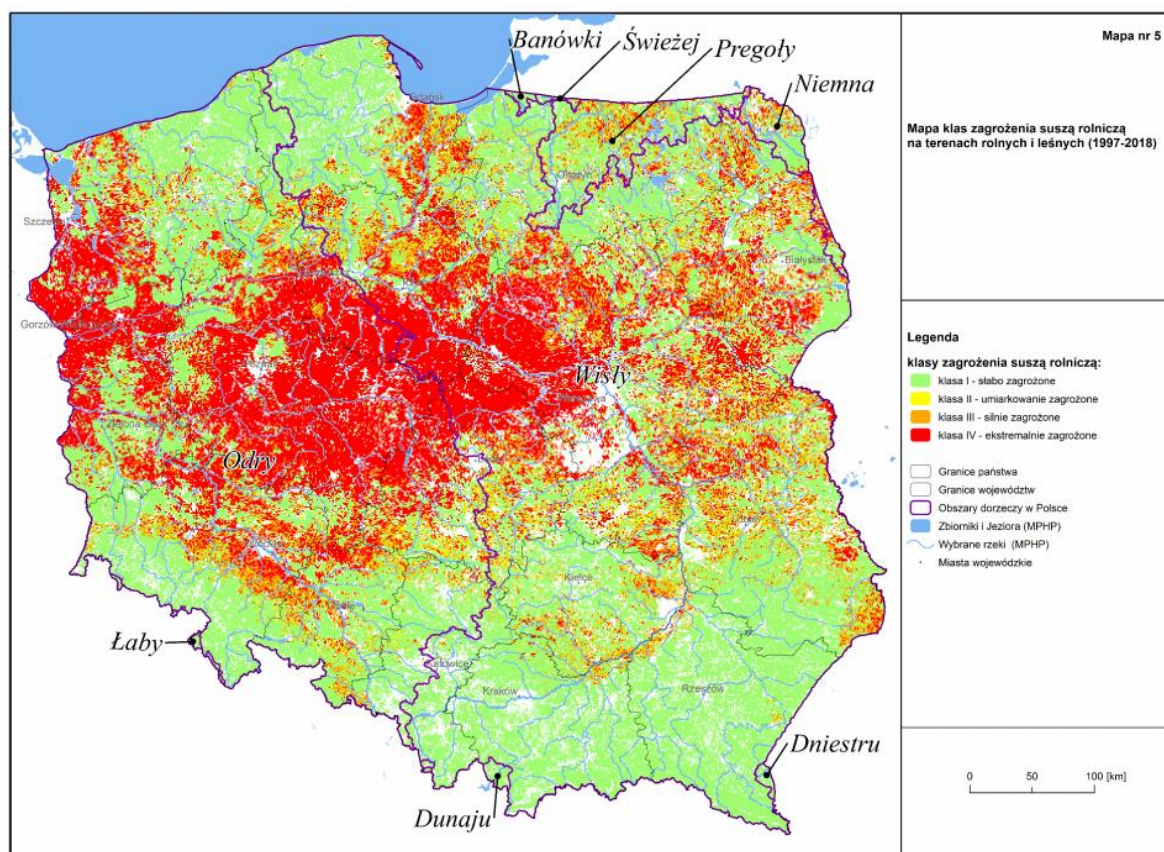 Mapa nr 5
Mapa klas zagrożenia suszą rolniczą
na terenach rolnych i leśnych (1997-2018)
Banówki
Świeżej
Pregoły
Niemna
Gdańsk
Olsztyn
Białystok
Wisły
Odry
Kielce
Katowice
Kraków
Rzeszów
Łaby
Dunaju
Dniestru
Legenda
klasy zagrożenia suszą rolniczą:
klasa I - słabo zagrożone
klasa II - umiarkowanie zagrożone
klasa III - silnie zagrożone
klasa IV - ekstremalnie zagrożone
Granice państwa
Granice województw
Obszary dorzeczy w Polsce
Zbiorniki i Jeziora (MPHP)
Wybrane rzeki (MPHP)
Miasta wojewódzkie
0 50 100 [km]